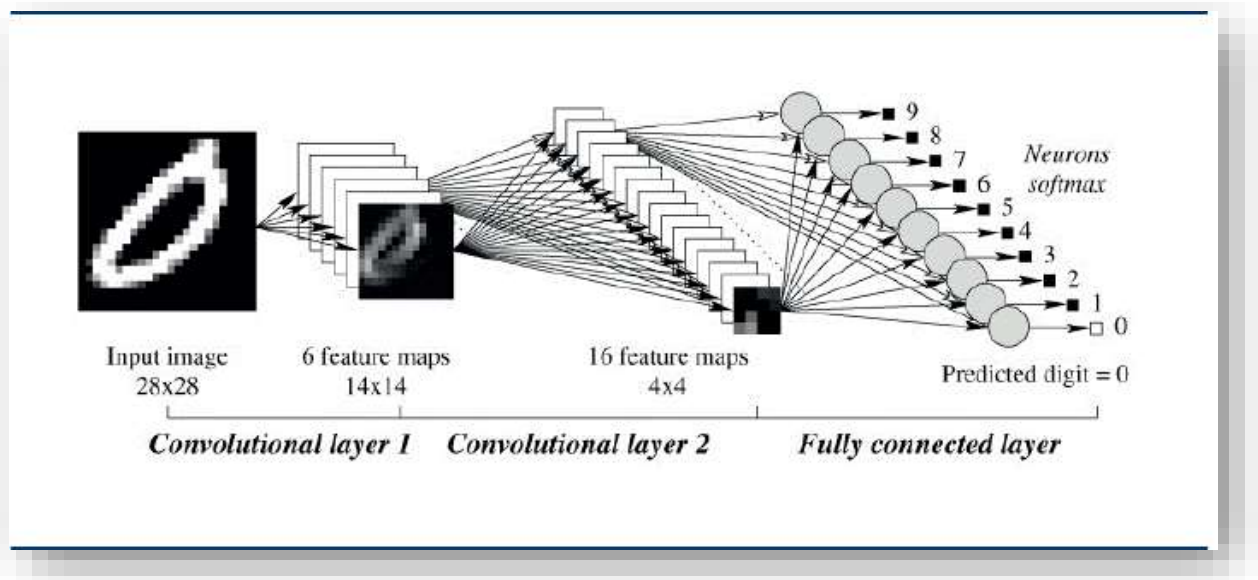 9
8
7
6
5
4
3
2
1
0
Neurons
softmax
Input image
28x28
6 feature maps
14x14
16 feature maps
4x4
Predicted digit = 0
Convolutional layer 1
Convolutional layer 2
Fully connected layer